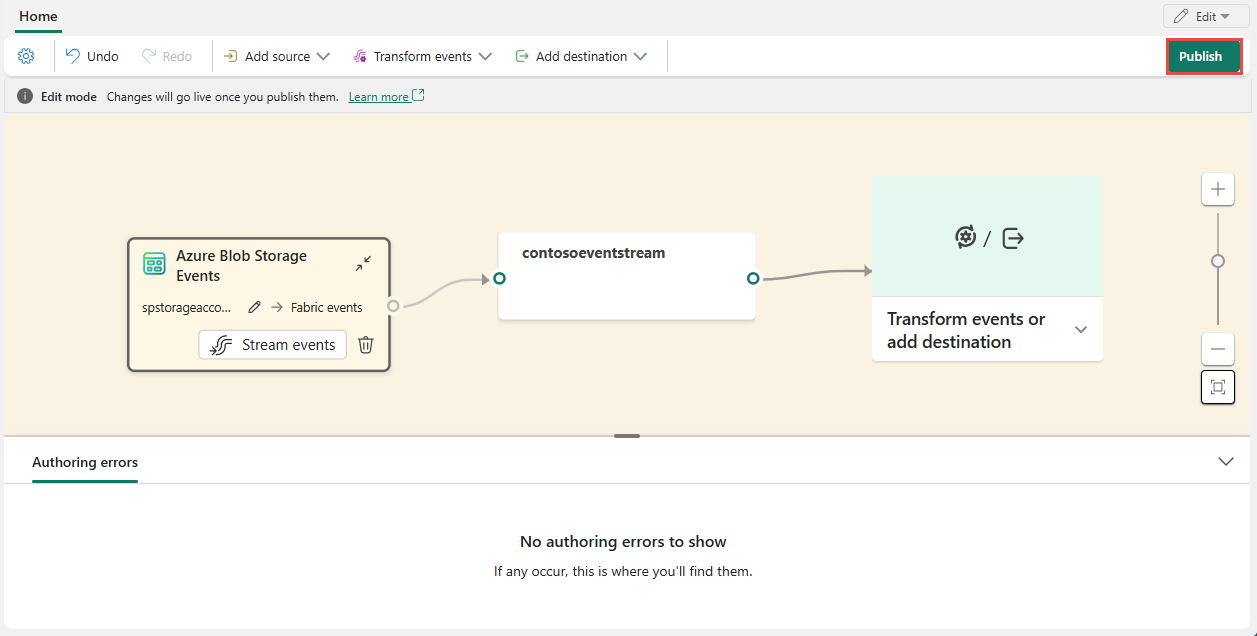 Home
Edit
Undo
Redo
Add source
Transform events
Add destination
Publish
Edit mode Changes will go live once you publish them. Learn more
Azure Blob Storage
Events
spstorageacco...
Fabric events
Stream events
contosoeventstream
/
Transform events or
add destination
Authoring errors
No authoring errors to show
If any occur, this is where you'll find them.